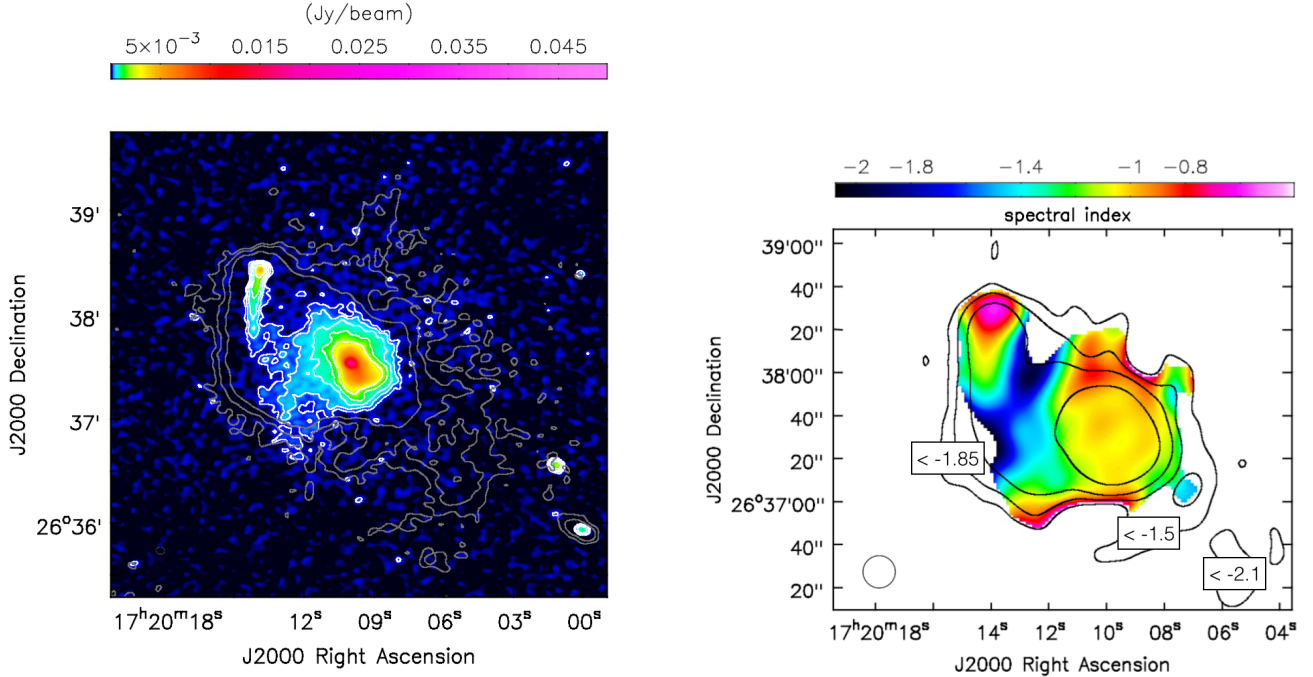 (Jy/beam)
5×10⁻³ 0.015 0.025 0.035 0.045
39'
38'
37'
26°36'
J2000 Declination
17ʰ20ᵐ18ˢ 12ˢ 09ˢ 06ˢ 03ˢ 00ˢ
J2000 Right Ascension
−2 −1.8 −1.4 −1 −0.8
spectral index
39'00"
40"
20"
38'00"
40"
20"
26°37'00"
40"
20"
J2000 Declination
< -1.85
< -1.5
< -2.1
17ʰ20ᵐ18ˢ 14ˢ 12ˢ 10ˢ 08ˢ 06ˢ 04ˢ
J2000 Right Ascension